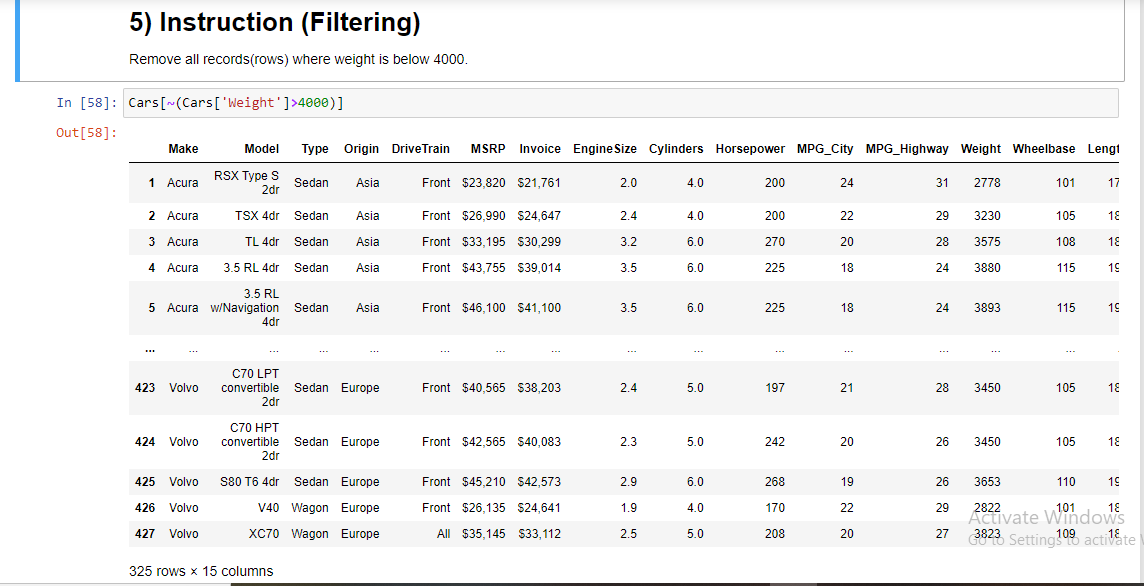 5) Instruction (Filtering)
Remove all records(rows) where weight is below 4000.
In [58]: Cars[~(Cars['Weight']>4000)]
Out[58]:
Make Model Type Origin DriveTrain MSRP Invoice EngineSize Cylinders Horsepower MPG_City MPG_Highway Weight Wheelbase Lengt
1 Acura RSX Type S 2dr Sedan Asia Front $23,820 $21,761 2.0 4.0 200 24 31 2778 101 17
2 Acura TSX 4dr Sedan Asia Front $26,990 $24,647 2.4 4.0 200 22 29 3230 105 18
3 Acura TL 4dr Sedan Asia Front $33,195 $30,299 3.2 6.0 270 20 28 3575 108 18
4 Acura 3.5 RL 4dr Sedan Asia Front $43,755 $39,014 3.5 6.0 225 18 24 3880 115 19
5 Acura 3.5 RL w/Navigation 4dr Sedan Asia Front $46,100 $41,100 3.5 6.0 225 18 24 3893 115 19
... ... ... ... ... ... ... ... ... ... ... ... ... ... ...
423 Volvo C70 LPT convertible 2dr Sedan Europe Front $40,565 $38,203 2.4 5.0 197 21 28 3450 105 18
424 Volvo C70 HPT convertible 2dr Sedan Europe Front $42,565 $40,083 2.3 5.0 242 20 26 3450 105 18
425 Volvo S80 T6 4dr Sedan Europe Front $45,210 $42,573 2.9 6.0 268 19 26 3653 110 19
426 Volvo V40 Wagon Europe Front $26,135 $24,641 1.9 4.0 170 22 29 2822 101 18
427 Volvo XC70 Wagon Europe All $35,145 $33,112 2.5 5.0 208 20 27 3823 109 18
Activate Windows
Go to Settings to activate
325 rows × 15 columns